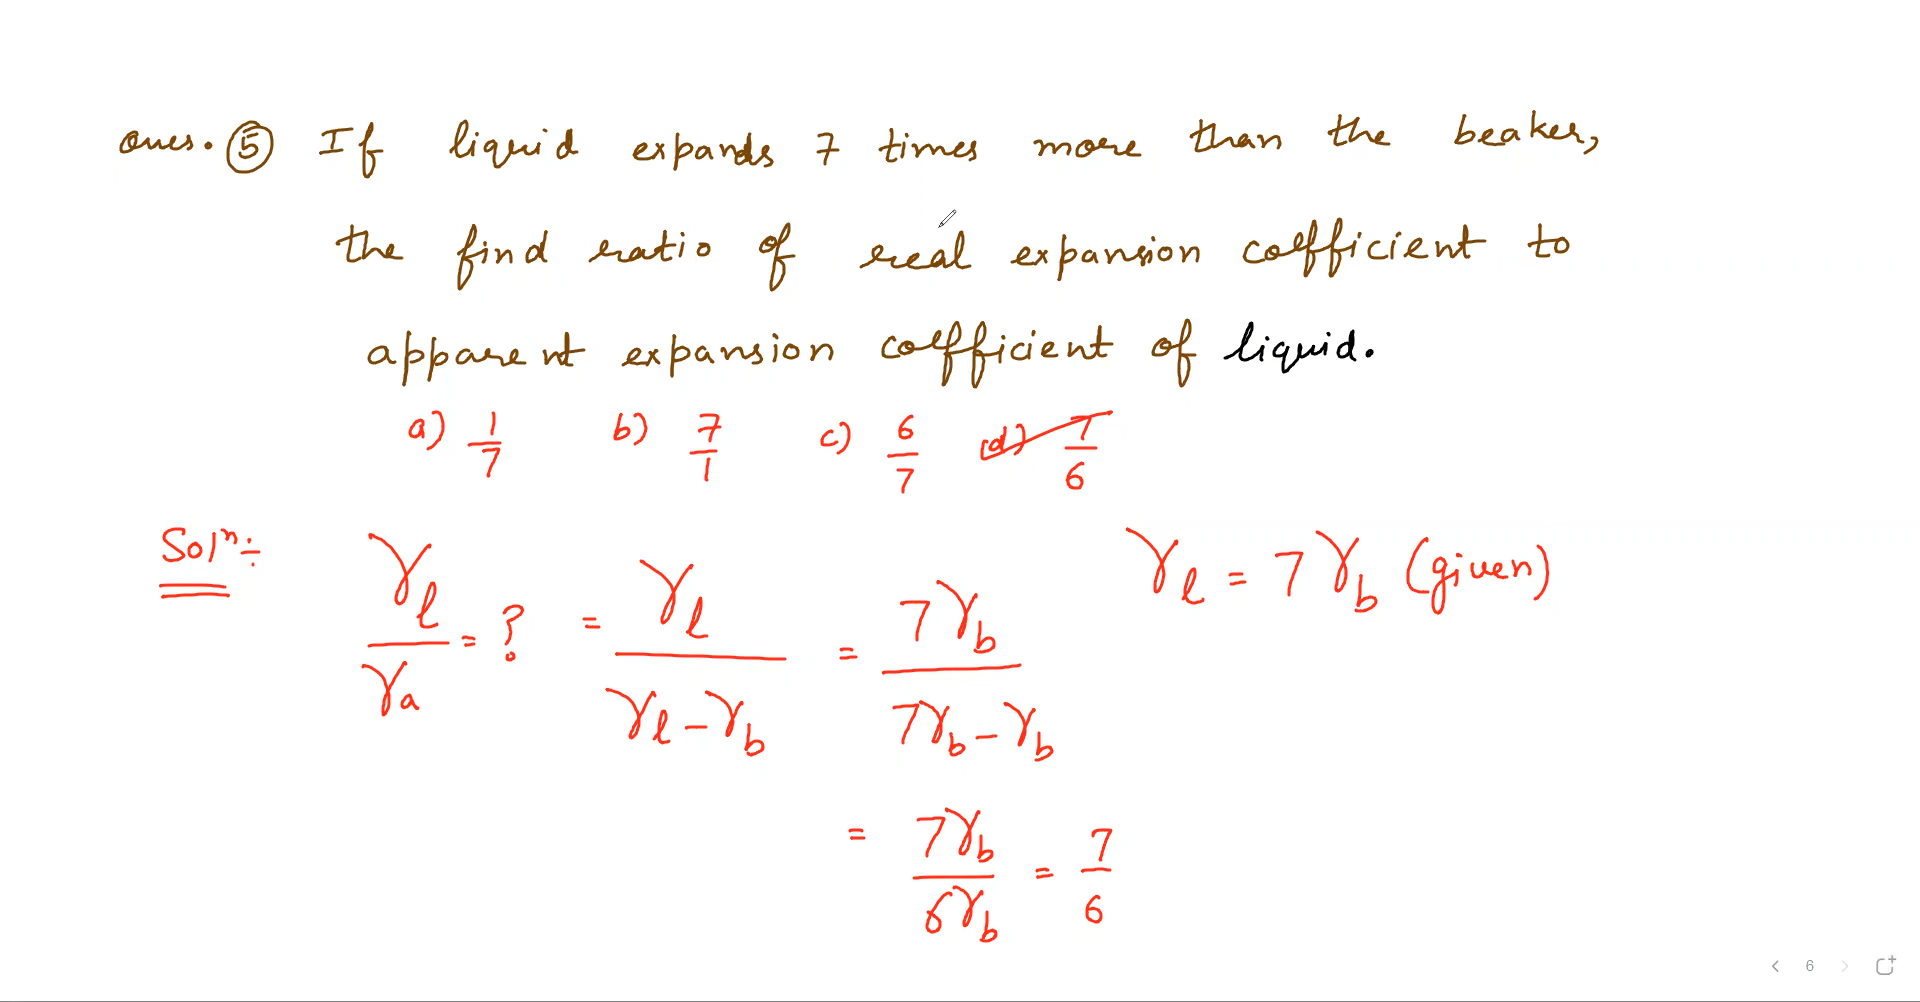 Ques. ⑤ If liquid expands 7 times more than the beaker,
the find ratio of real expansion coefficient to
apparent expansion coefficient of liquid.
a) 1/7 b) 7/1 c) 6/7 (d) 7/6
Solⁿ:- γl/γa = ? = γl/(γl-γb) = 7γb/(7γb-γb) γl = 7γb (given)
= 7γb/6γb = 7/6
6